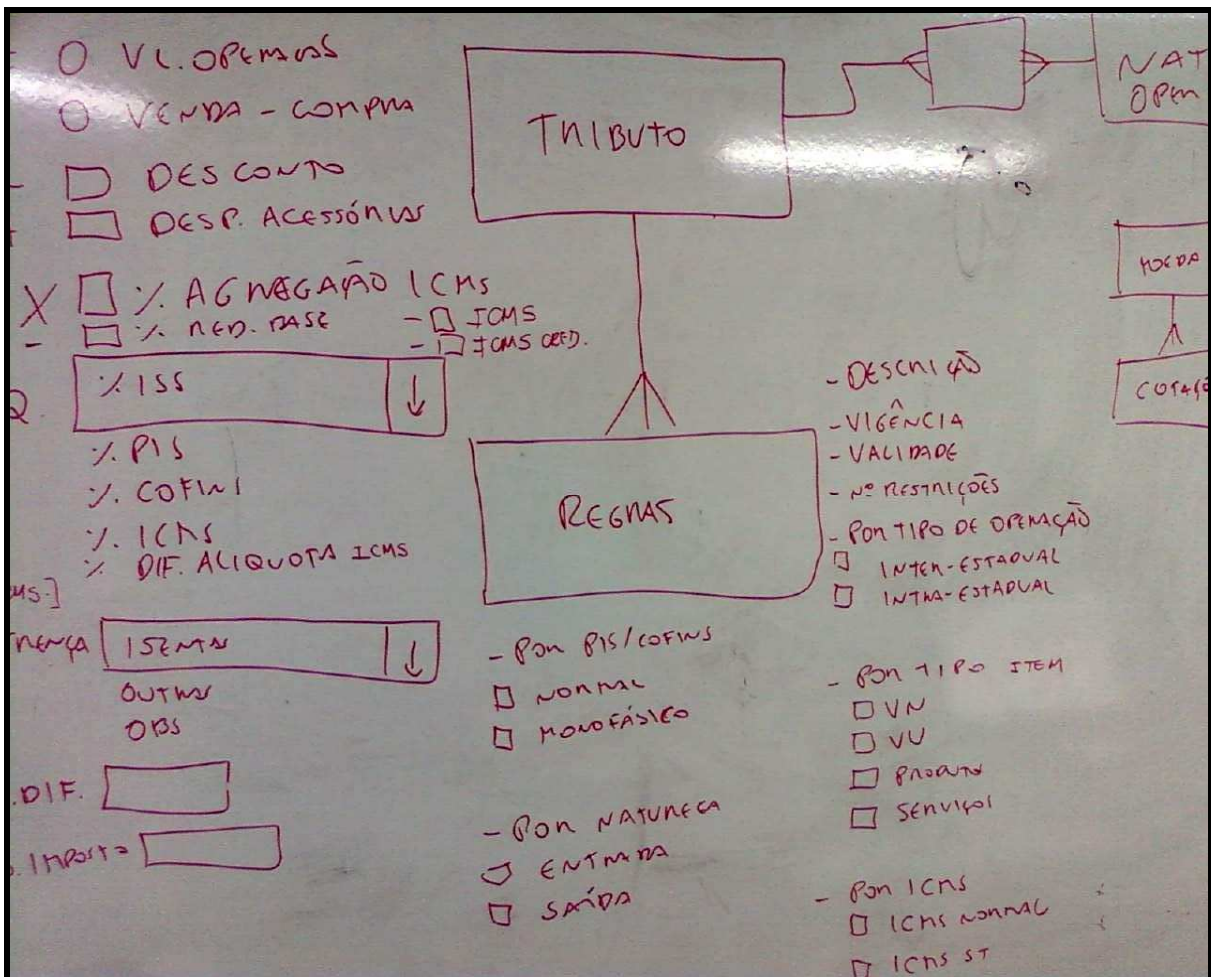 VL. OPERAÇÃO
VENDA - COMPRA
DESCONTO
DESP. ACESSÓRIAS
X % AGREGAÇÃO ICMS
- % RED. BASE
- ICMS
- ICMS CRED.
% ISS
% PIS
% COFINS
% ICMS
% DIF. ALIQUOTA ICMS
ISENTA
OUTRAS
OBS
DIF.
IMPOSTO
TRIBUTO
NAT
OPER
MOEDA
COTAÇÃ
REGRAS
- DESCRIÇÃO
- VIGÊNCIA
- VALIDADE
- Nº RESTRIÇÕES
- POR TIPO DE OPERAÇÃO
INTER-ESTADUAL
INTRA-ESTADUAL
- POR PIS/COFINS
NORMAL
MONOFÁSICO
- POR NATUREZA
ENTRADA
SAÍDA
- POR TIPO ITEM
VN
VU
PRODUTO
SERVIÇOS
- POR ICMS
ICMS NORMAL
ICMS ST